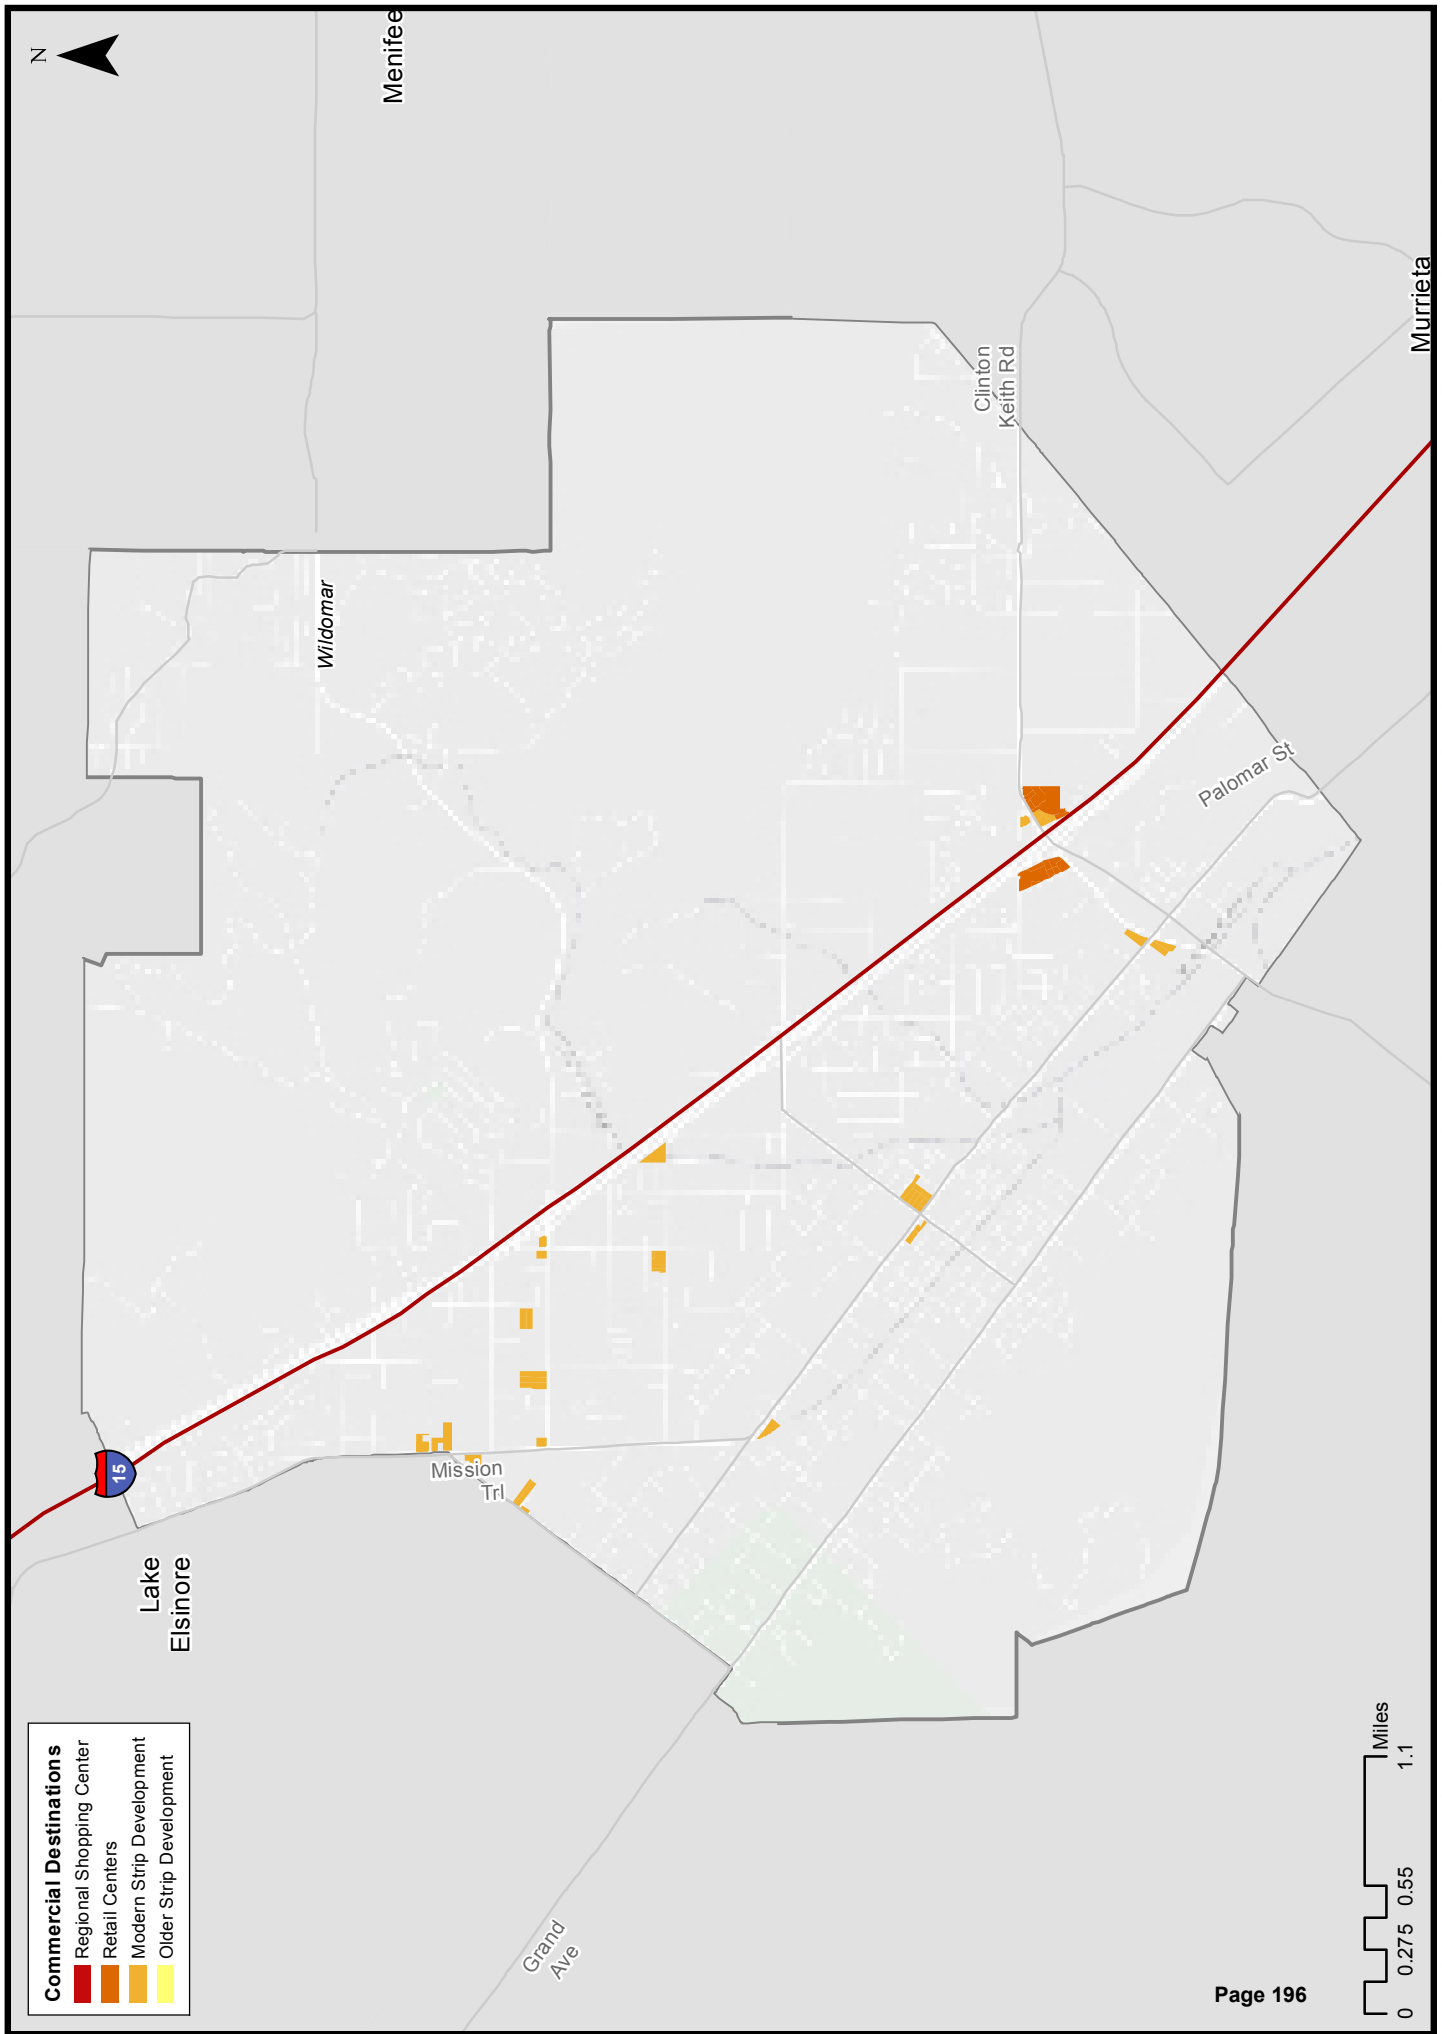 N
Menifee
Wildomar
Clinton
Keith Rd
Murrieta
Palomar St
15
Mission
Trl
Lake
Elsinore
Grand
Ave
Commercial Destinations
Regional Shopping Center
Retail Centers
Modern Strip Development
Older Strip Development
Miles
0 0.275 0.55 1.1
Page 196